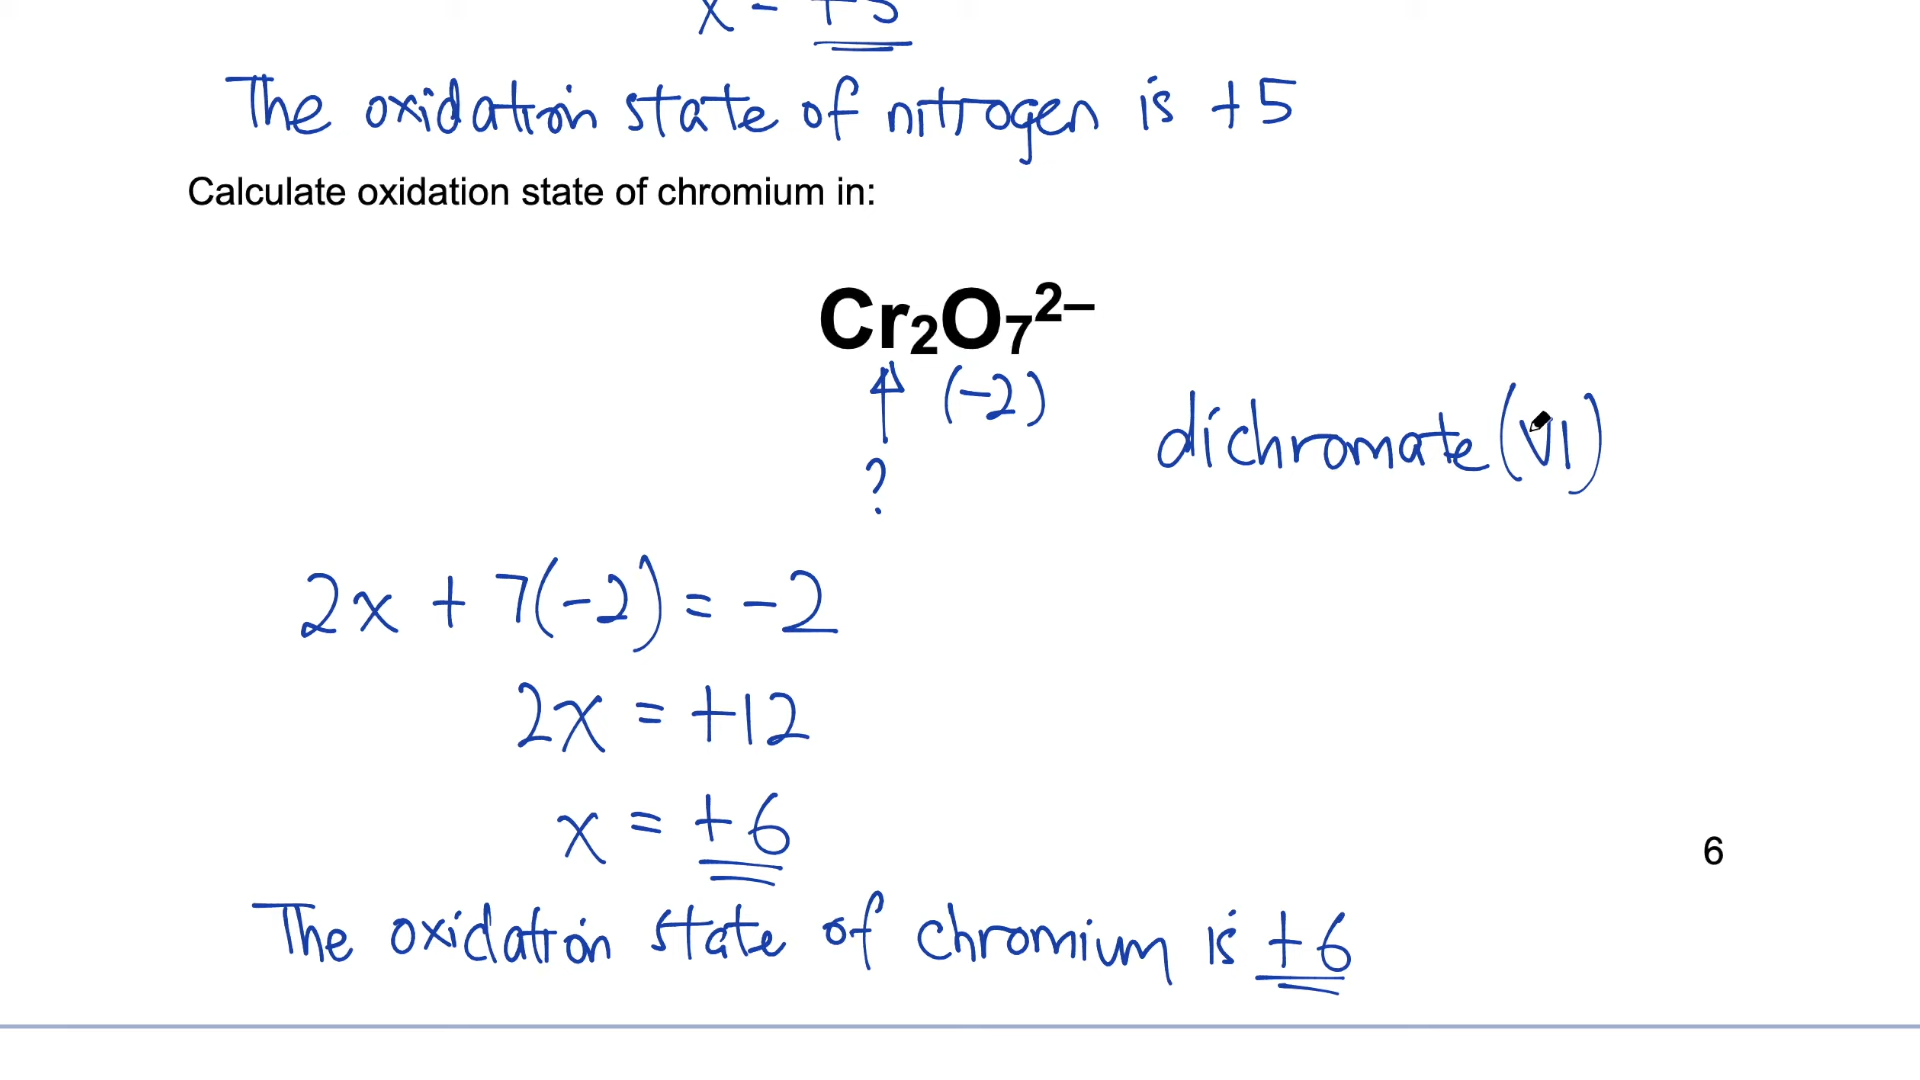 x = +5
The oxidation state of nitrogen is +5
Calculate oxidation state of chromium in:
Cr₂O₇²⁻
(-2)
dichromate (VI)
?
2x + 7(-2) = -2
2x = +12
x = +6
6
The oxidation state of chromium is +6